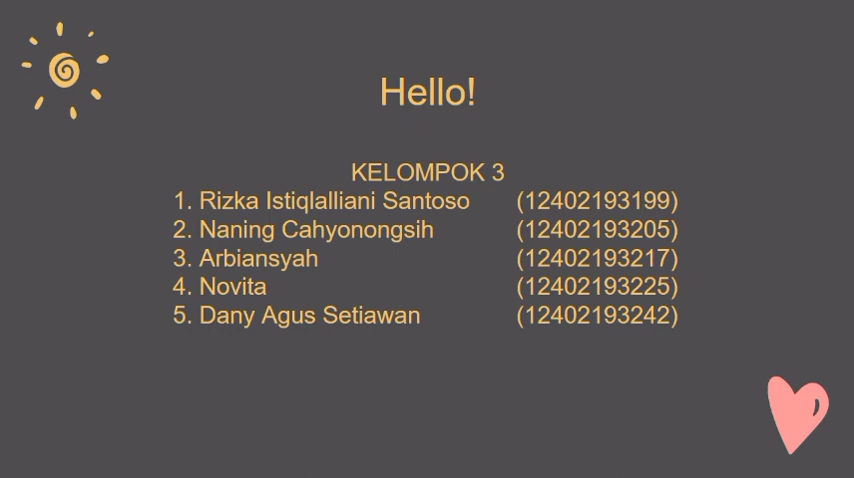 Hello!
KELOMPOK 3
1. Rizka Istiqlalliani Santoso (12402193199)
2. Naning Cahyonongsih (12402193205)
3. Arbiansyah (12402193217)
4. Novita (12402193225)
5. Dany Agus Setiawan (12402193242)